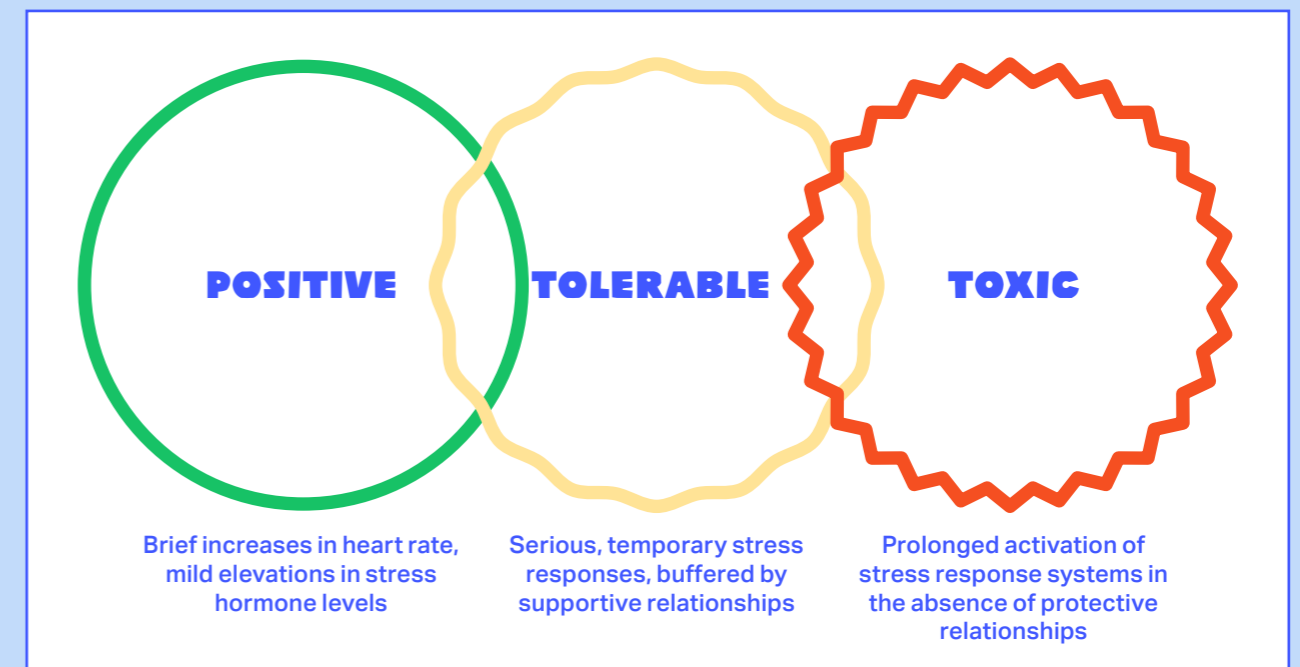 POSITIVE
TOLERABLE
TOXIC
Brief increases in heart rate,
mild elevations in stress
hormone levels
Serious, temporary stress
responses, buffered by
supportive relationships
Prolonged activation of
stress response systems in
the absence of protective
relationships